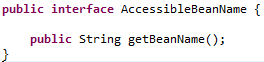 public interface AccessibleBeanName {
    public String getBeanName();
}